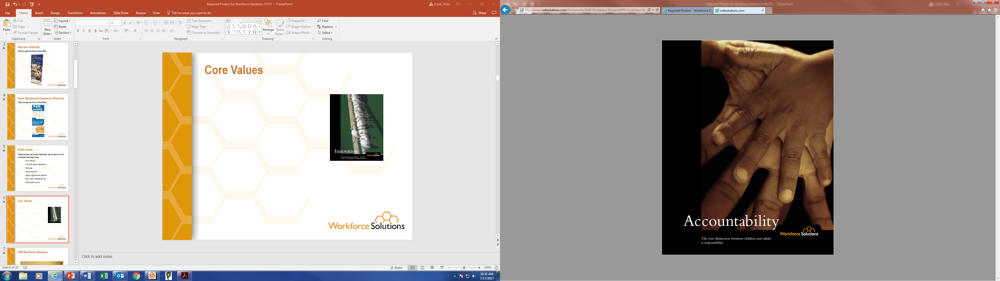 Required Posters for Workforce Solutions 71717 - PowerPoint
Cook, Bobi
File Home Insert Design Transitions Animations Slide Show Review View Tell me what you want to do
Share
Paste
Cut
Copy
Format Painter
Clipboard
New Slide
Layout
Reset
Section
Slides
24
B I U S abc AV Aa A
Font
Text Direction
Align Text
Convert to SmartArt
Paragraph
Arrange
Quick Styles
Shape Fill
Shape Outline
Shape Effects
Drawing
Find
Replace
Select
Editing
3
Veterans Stand Up
Must be near the front of the office
VETERAN
Workforce Solutions
4
Trade Adjustment Assistance Stand Up
Must be near the front of the office
TRADE
ASSISTANCE
Workforce Solutions
5
Public Areas
These posters can be anywhere they can be seen by both
customers and employees
• Core Values
• I AM Workforce Solutions
• Services
• Dress the Part
• Equal Opportunity Board
• Fair Labor Standards Act
• Child Labor Laws
Workforce Solutions
6
Core Values
Workforce Solutions
7
I AM Workforce Solutions
Core Values
Innovation
Workforce Solutions
Workforce Solutions
Click to add notes
Slide 6 of 32
Notes
100%
10:32 AM
7/17/2017
http://www.wrksolutions.com/Documents/Staff/Workplace-Posters/WFS-CoreValue-Ac
Required Posters - Workforce S...
wrksolutions.com
Accountability
Workforce Solutions
The true distinction between children and adults
is responsibility.